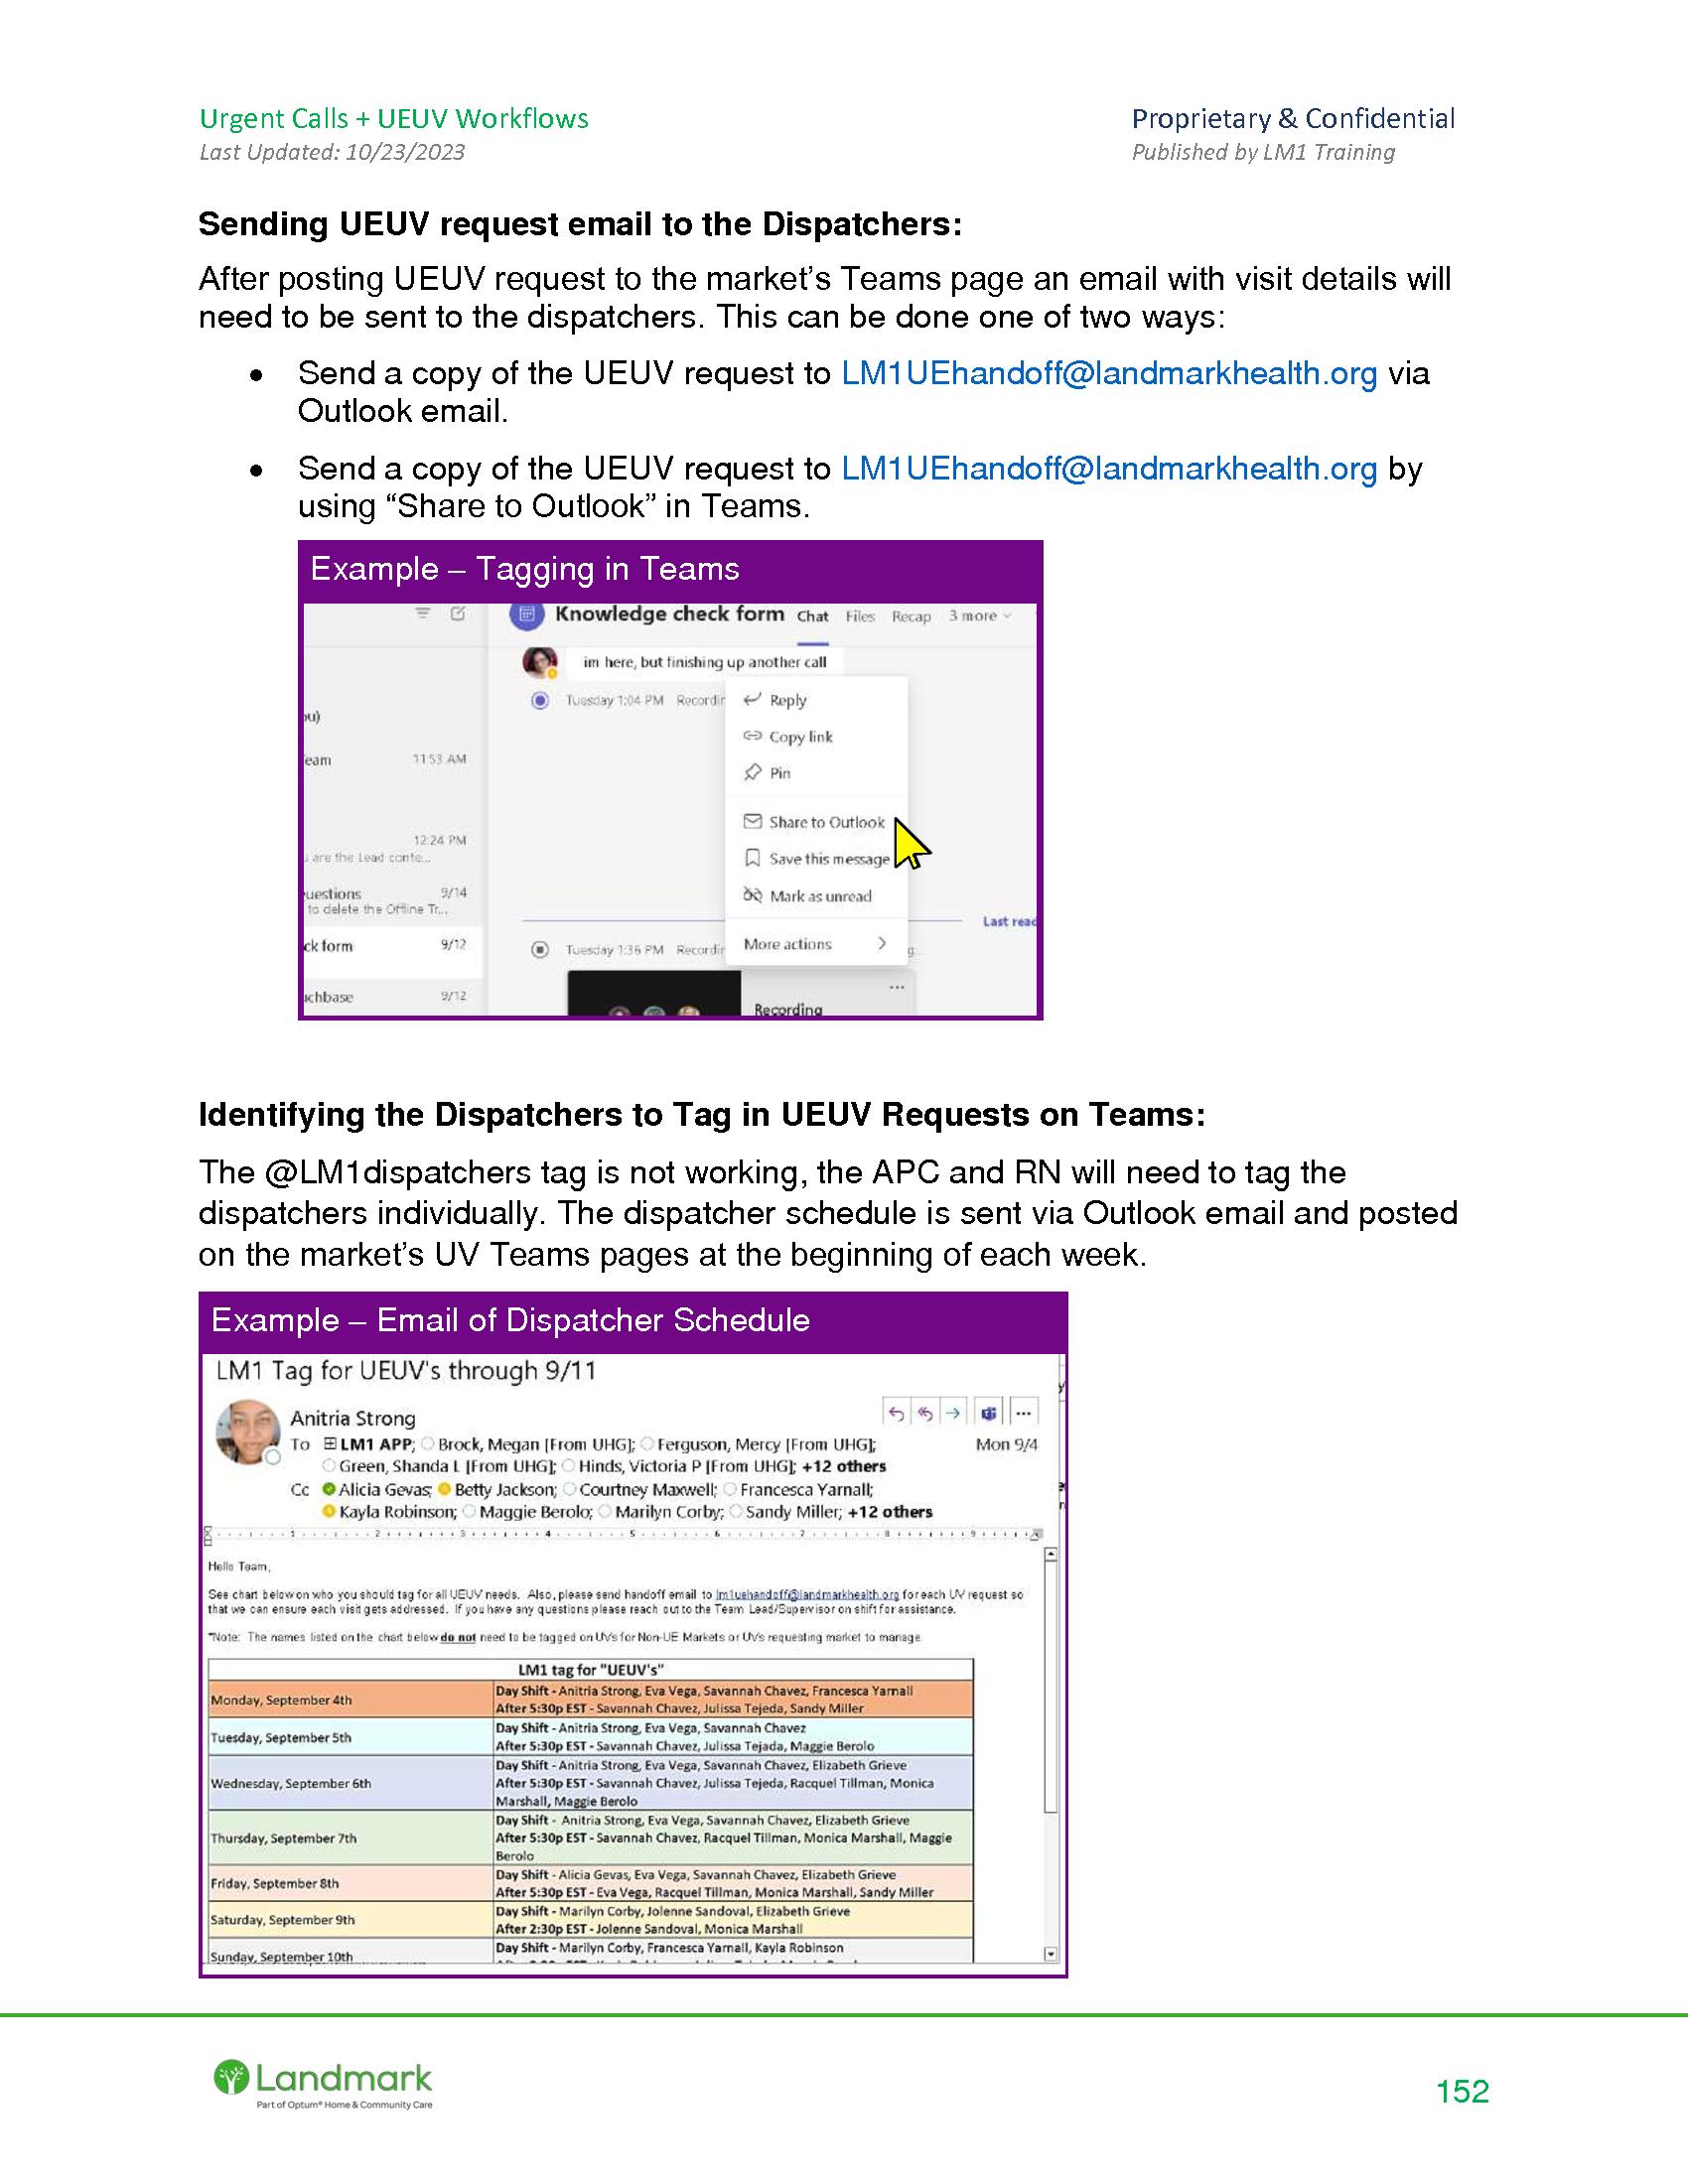 Urgent Calls + UEUV Workflows
Proprietary & Confidential
Last Updated: 10/23/2023
Published by LM1 Training
Sending UEUV request email to the Dispatchers:
After posting UEUV request to the market’s Teams page an email with visit details will
need to be sent to the dispatchers. This can be done one of two ways:
• Send a copy of the UEUV request to LM1UEhandoff@landmarkhealth.org via
Outlook email.
• Send a copy of the UEUV request to LM1UEhandoff@landmarkhealth.org by
using “Share to Outlook” in Teams.
Example – Tagging in Teams
Knowledge check form Chat Files Recap 3 more
im here, but finishing up another call
Tuesday 1:04 PM Recordin
Reply
ou)
Copy link
eam 11:53 AM
Pin
Share to Outlook
12:24 PM
are the Lead conte...
Save this message
uestions 9/14
to delete the Offline Tr...
Mark as unread
Last read
ck form 9/12
Tuesday 1:36 PM Recordin
More actions
chbase 9/12
Recording
Identifying the Dispatchers to Tag in UEUV Requests on Teams:
The @LM1dispatchers tag is not working, the APC and RN will need to tag the
dispatchers individually. The dispatcher schedule is sent via Outlook email and posted
on the market’s UV Teams pages at the beginning of each week.
Example – Email of Dispatcher Schedule
LM1 Tag for UEUV's through 9/11
Anitria Strong
To LM1 APP; Brock, Megan [From UHG]; Ferguson, Mercy [From UHG]; Mon 9/4
Green, Shanda L [From UHG]; Hinds, Victoria P [From UHG]; +12 others
Cc Alicia Gevas; Betty Jackson; Courtney Maxwell; Francesca Yarnall;
Kayla Robinson; Maggie Berolo; Marilyn Corby; Sandy Miller; +12 others
1 2 3 4 5 6 7 8 9
Hello Team,
See chart below on who you should tag for all UEUV needs. Also, please send handoff email to lm1uehandoff@landmarkhealth.org for each UV request so
that we can ensure each visit gets addressed. If you have any questions please reach out to the Team Lead/Supervisor on shift for assistance.
*Note: The names listed on the chart below do not need to be tagged on UVs for Non-UE Markets or UVs requesting market to manage
LM1 tag for "UEUV's"
Monday, September 4th
Day Shift - Anitria Strong, Eva Vega, Savannah Chavez, Francesca Yarnall
After 5:30p EST - Savannah Chavez, Julissa Tejeda, Sandy Miller
Tuesday, September 5th
Day Shift - Anitria Strong, Eva Vega, Savannah Chavez
After 5:30p EST - Savannah Chavez, Julissa Tejada, Maggie Berolo
Wednesday, September 6th
Day Shift - Anitria Strong, Eva Vega, Savannah Chavez, Elizabeth Grieve
After 5:30p EST - Savannah Chavez, Julissa Tejeda, Racquel Tillman, Monica
Marshall, Maggie Berolo
Thursday, September 7th
Day Shift - Anitria Strong, Eva Vega, Savannah Chavez, Elizabeth Grieve
After 5:30p EST - Savannah Chavez, Racquel Tillman, Monica Marshall, Maggie
Berolo
Friday, September 8th
Day Shift - Alicia Gevas, Eva Vega, Savannah Chavez, Elizabeth Grieve
After 5:30p EST - Eva Vega, Racquel Tillman, Monica Marshall, Sandy Miller
Saturday, September 9th
Day Shift - Marilyn Corby, Jolenne Sandoval, Elizabeth Grieve
After 2:30p EST - Jolenne Sandoval, Monica Marshall
Sunday, September 10th
Day Shift - Marilyn Corby, Francesca Yarnall, Kayla Robinson
Landmark
Part of Optum® Home & Community Care
152